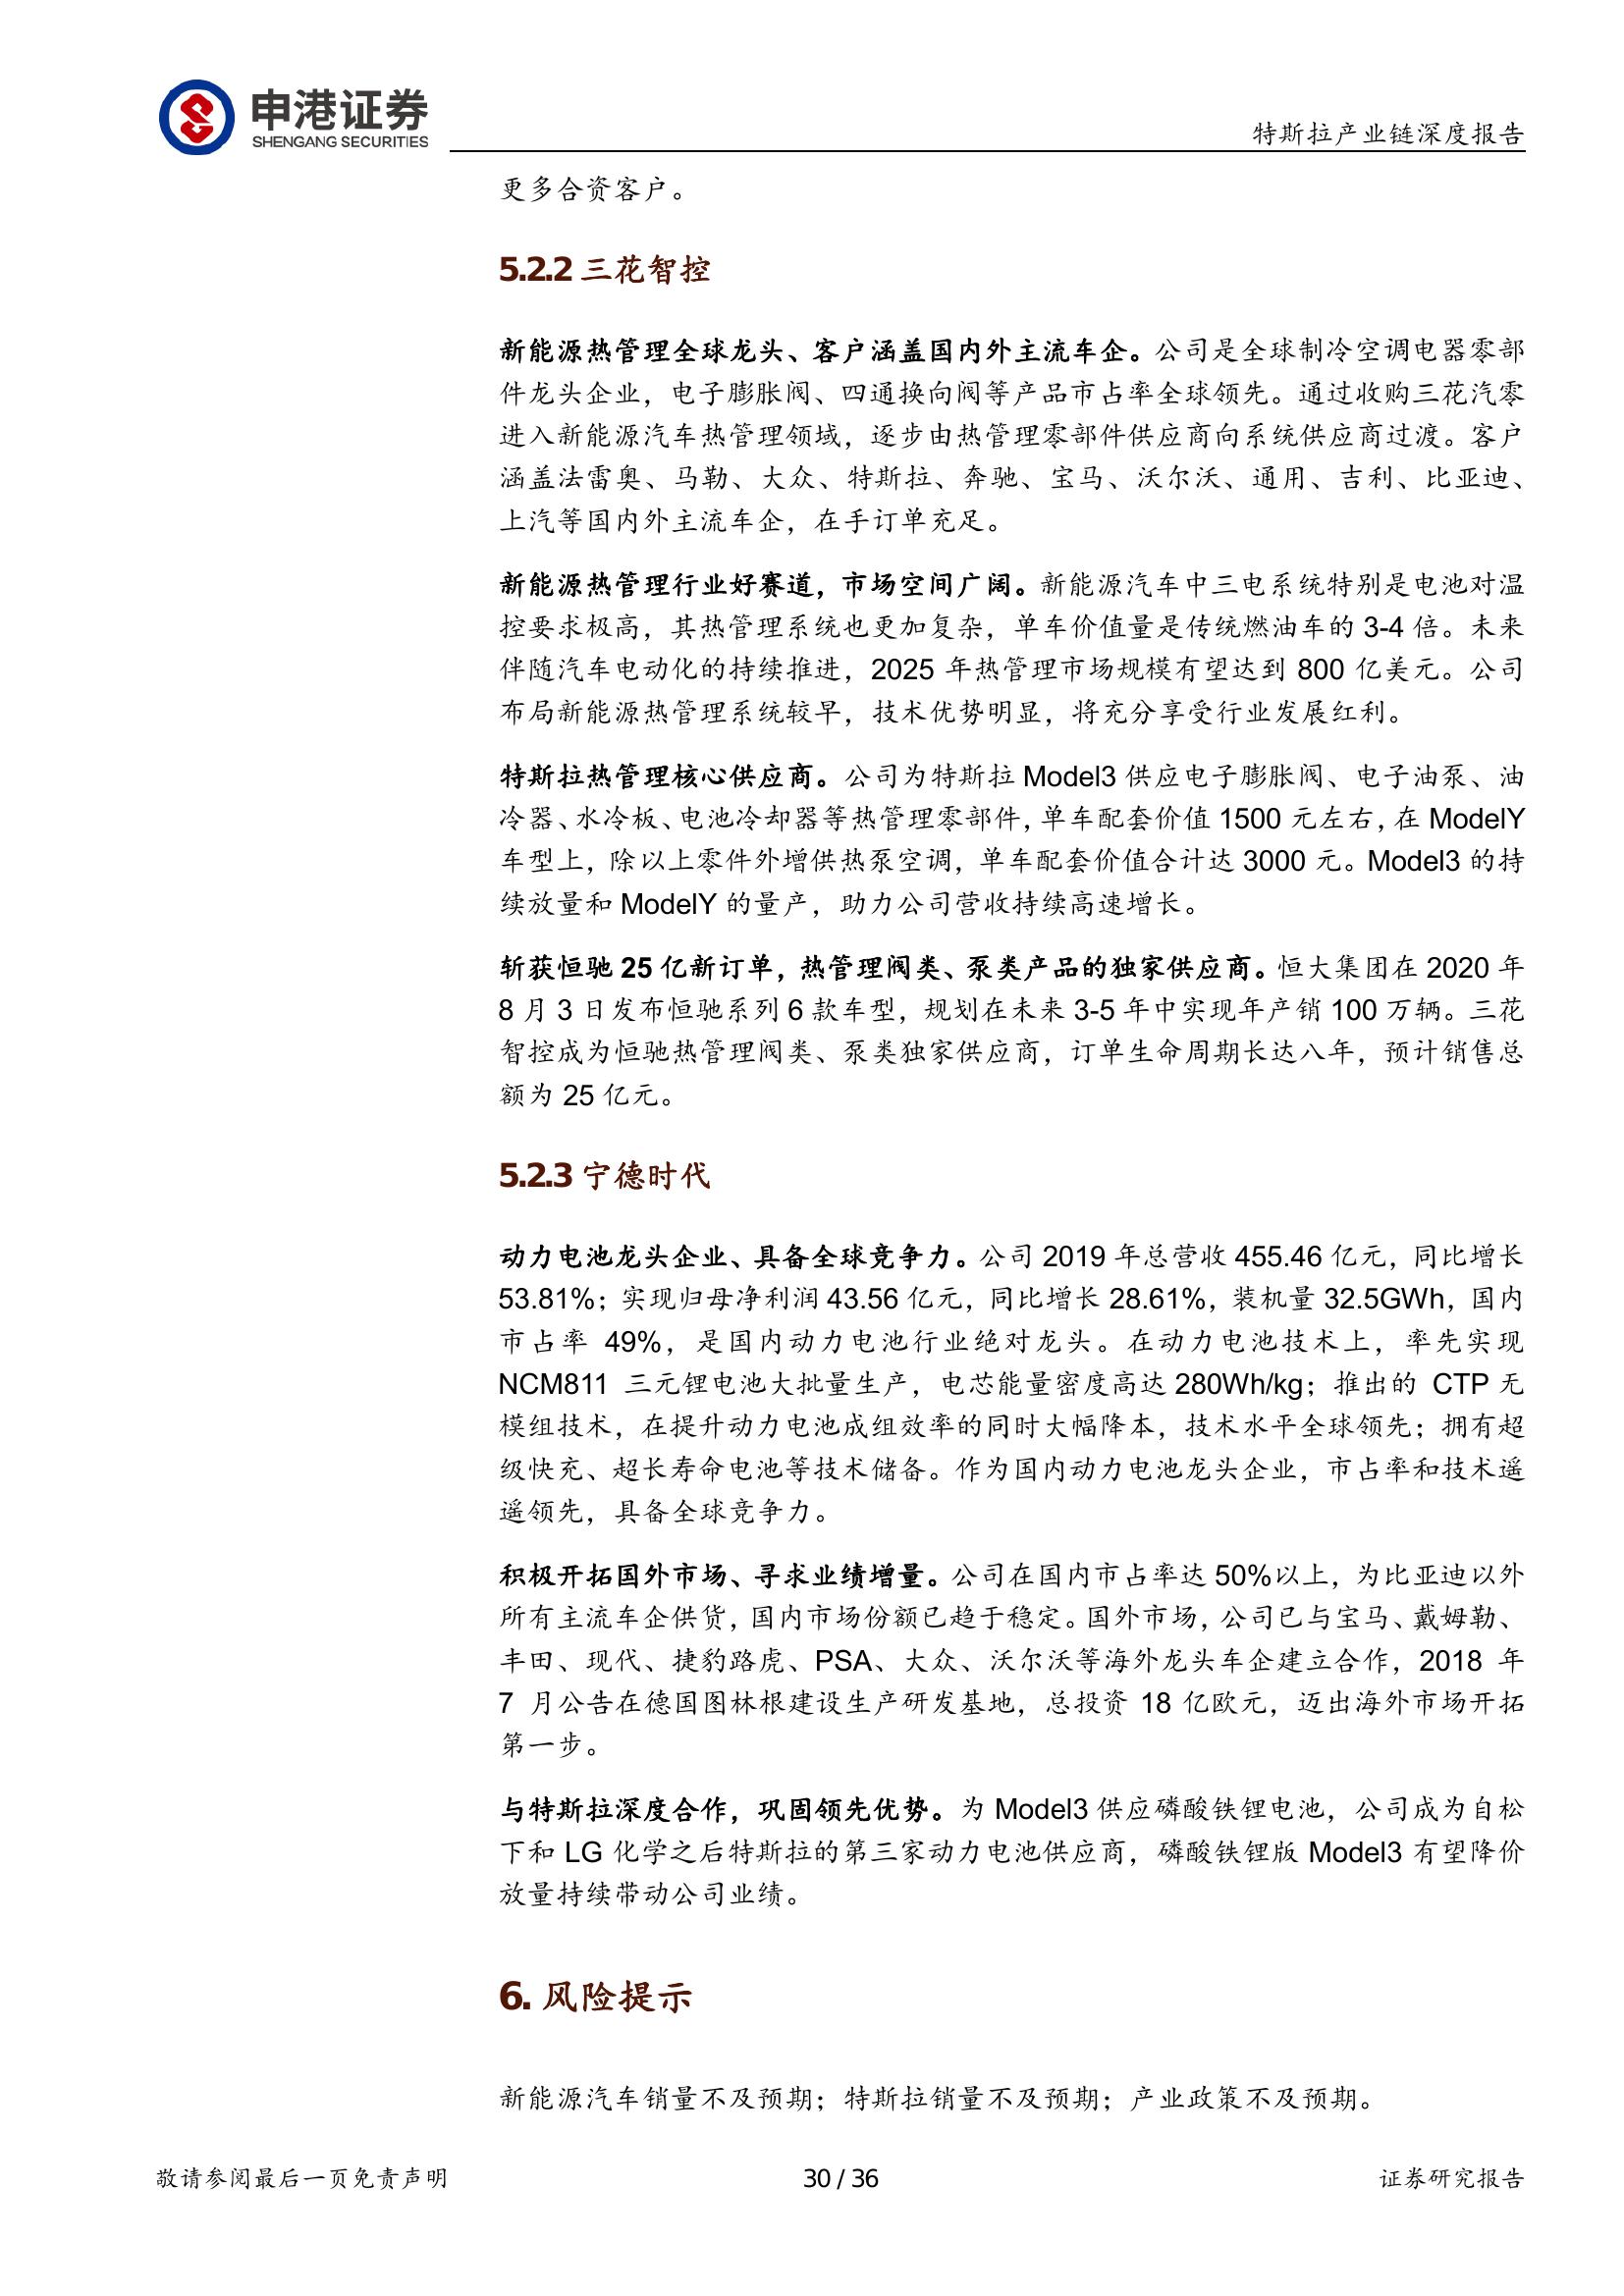 申港证券
SHENGANG SECURITIES
特斯拉产业链深度报告
更多合资客户。
5.2.2 三花智控
新能源热管理全球龙头、客户涵盖国内外主流车企。公司是全球制冷空调电器零部
件龙头企业，电子膨胀阀、四通换向阀等产品市占率全球领先。通过收购三花汽零
进入新能源汽车热管理领域，逐步由热管理零部件供应商向系统供应商过渡。客户
涵盖法雷奥、马勒、大众、特斯拉、奔驰、宝马、沃尔沃、通用、吉利、比亚迪、
上汽等国内外主流车企，在手订单充足。
新能源热管理行业好赛道，市场空间广阔。新能源汽车中三电系统特别是电池对温
控要求极高，其热管理系统也更加复杂，单车价值量是传统燃油车的 3-4 倍。未来
伴随汽车电动化的持续推进，2025 年热管理市场规模有望达到 800 亿美元。公司
布局新能源热管理系统较早，技术优势明显，将充分享受行业发展红利。
特斯拉热管理核心供应商。公司为特斯拉 Model3 供应电子膨胀阀、电子油泵、油
冷器、水冷板、电池冷却器等热管理零部件，单车配套价值 1500 元左右，在 ModelY
车型上，除以上零件外增供热泵空调，单车配套价值合计达 3000 元。Model3 的持
续放量和 ModelY 的量产，助力公司营收持续高速增长。
斩获恒驰 25 亿新订单，热管理阀类、泵类产品的独家供应商。恒大集团在 2020 年
8 月 3 日发布恒驰系列 6 款车型，规划在未来 3-5 年中实现年产销 100 万辆。三花
智控成为恒驰热管理阀类、泵类独家供应商，订单生命周期长达八年，预计销售总
额为 25 亿元。
5.2.3 宁德时代
动力电池龙头企业、具备全球竞争力。公司 2019 年总营收 455.46 亿元，同比增长
53.81%；实现归母净利润 43.56 亿元，同比增长 28.61%，装机量 32.5GWh，国内
市占率 49%，是国内动力电池行业绝对龙头。在动力电池技术上，率先实现
NCM811 三元锂电池大批量生产，电芯能量密度高达 280Wh/kg；推出的 CTP 无
模组技术，在提升动力电池成组效率的同时大幅降本，技术水平全球领先；拥有超
级快充、超长寿命电池等技术储备。作为国内动力电池龙头企业，市占率和技术遥
遥领先，具备全球竞争力。
积极开拓国外市场、寻求业绩增量。公司在国内市占率达 50%以上，为比亚迪以外
所有主流车企供货，国内市场份额已趋于稳定。国外市场，公司已与宝马、戴姆勒、
丰田、现代、捷豹路虎、PSA、大众、沃尔沃等海外龙头车企建立合作，2018 年
7 月公告在德国图林根建设生产研发基地，总投资 18 亿欧元，迈出海外市场开拓
第一步。
与特斯拉深度合作，巩固领先优势。为 Model3 供应磷酸铁锂电池，公司成为自松
下和 LG 化学之后特斯拉的第三家动力电池供应商，磷酸铁锂版 Model3 有望降价
放量持续带动公司业绩。
6. 风险提示
新能源汽车销量不及预期；特斯拉销量不及预期；产业政策不及预期。
敬请参阅最后一页免责声明
30 / 36
证券研究报告